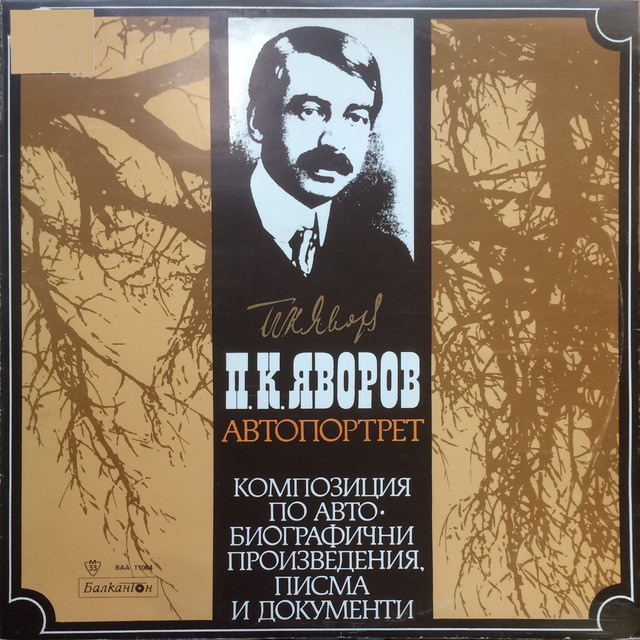 П. К. Яворов
П. К. ЯВОРОВ
АВТОПОРТРЕТ
КОМПОЗИЦИЯ
ПО АВТО·
БИОГРАФИЧНИ
ПРОИЗВЕДЕНИЯ,
ПИСМА
И ДОКУМЕНТИ
М
33
ВАА 11064
Балкантон